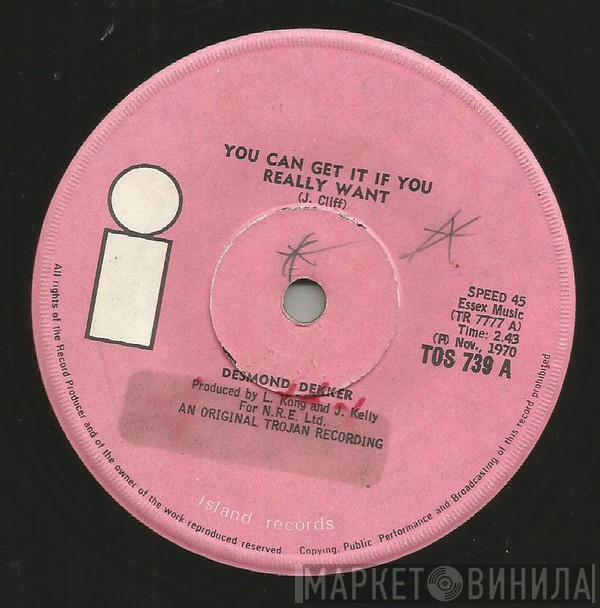 YOU CAN GET IT IF YOU
REALLY WANT
(J. Cliff)
SPEED 45
Essex Music
(TR 7777 A)
Time: 2.43
(P) Nov., 1970
TOS 739 A
DESMOND DEKKER
Produced by L. Kong and J. Kelly
For N.R.E. Ltd.
AN ORIGINAL TROJAN RECORDING
island records
All rights of the Record Producer and of the owner of the work reproduced reserved Copying, Public Performance and Broadcasting of this record prohibited
МАРКЕТ ВИНИЛА